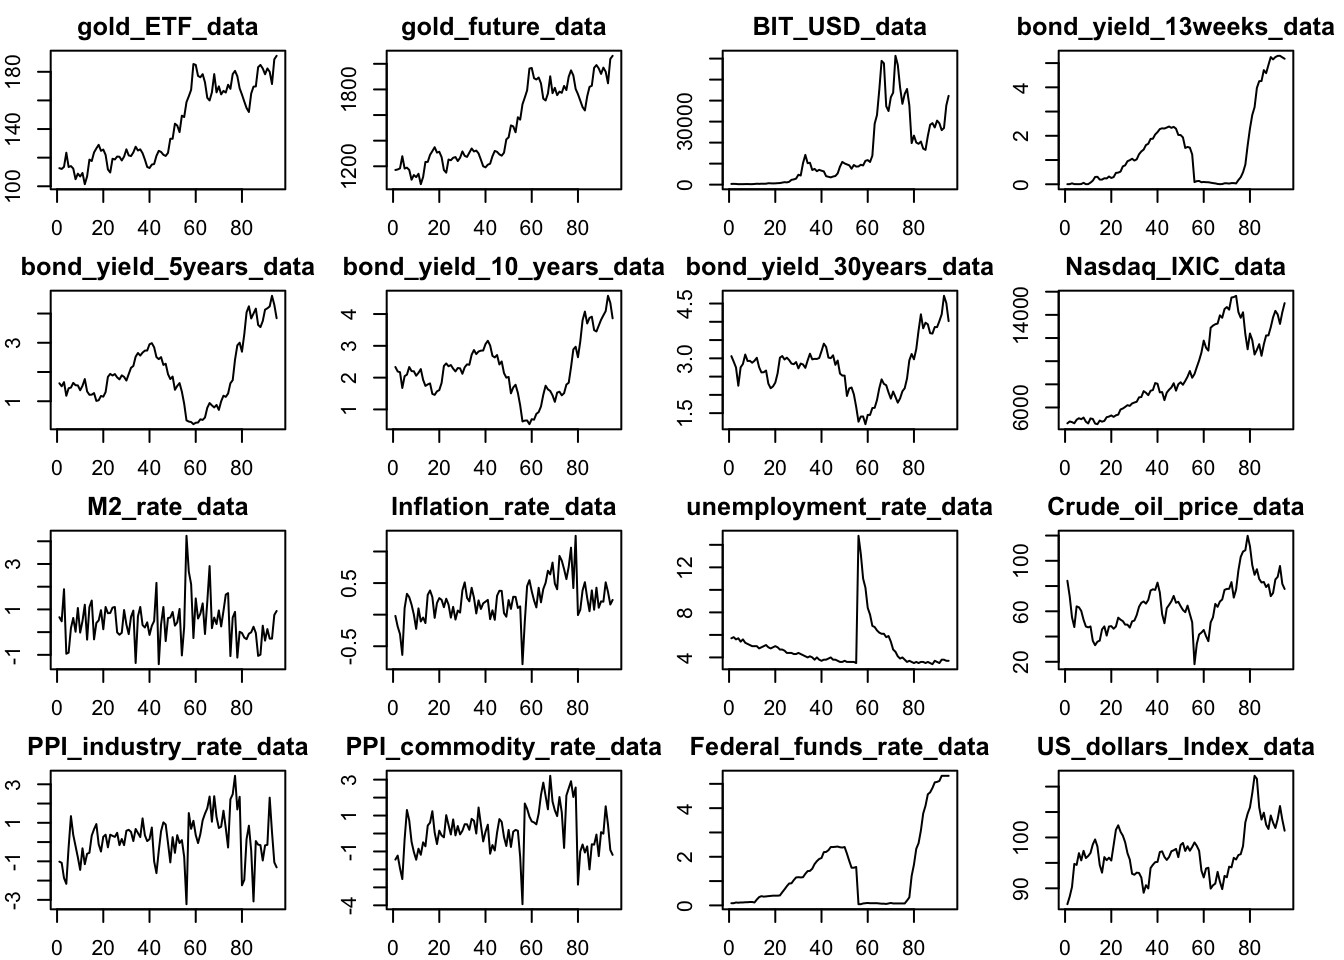 gold_ETF_data gold_future_data BIT_USD_data bond_yield_13weeks_data
100 140 180 1200 1800 0 30000 0 2 4
0 20 40 60 80 0 20 40 60 80 0 20 40 60 80 0 20 40 60 80
bond_yield_5years_data bond_yield_10_years_data bond_yield_30years_data Nasdaq_IXIC_data
1 3 1 2 3 4 1.5 3.0 4.5 6000 14000
0 20 40 60 80 0 20 40 60 80 0 20 40 60 80 0 20 40 60 80
M2_rate_data Inflation_rate_data unemployment_rate_data Crude_oil_price_data
-1 1 3 -0.5 0.5 4 8 12 20 60 100
0 20 40 60 80 0 20 40 60 80 0 20 40 60 80 0 20 40 60 80
PPI_industry_rate_data PPI_commodity_rate_data Federal_funds_rate_data US_dollars_Index_data
-3 -1 1 3 -4 -1 1 3 0 2 4 90 100
0 20 40 60 80 0 20 40 60 80 0 20 40 60 80 0 20 40 60 80